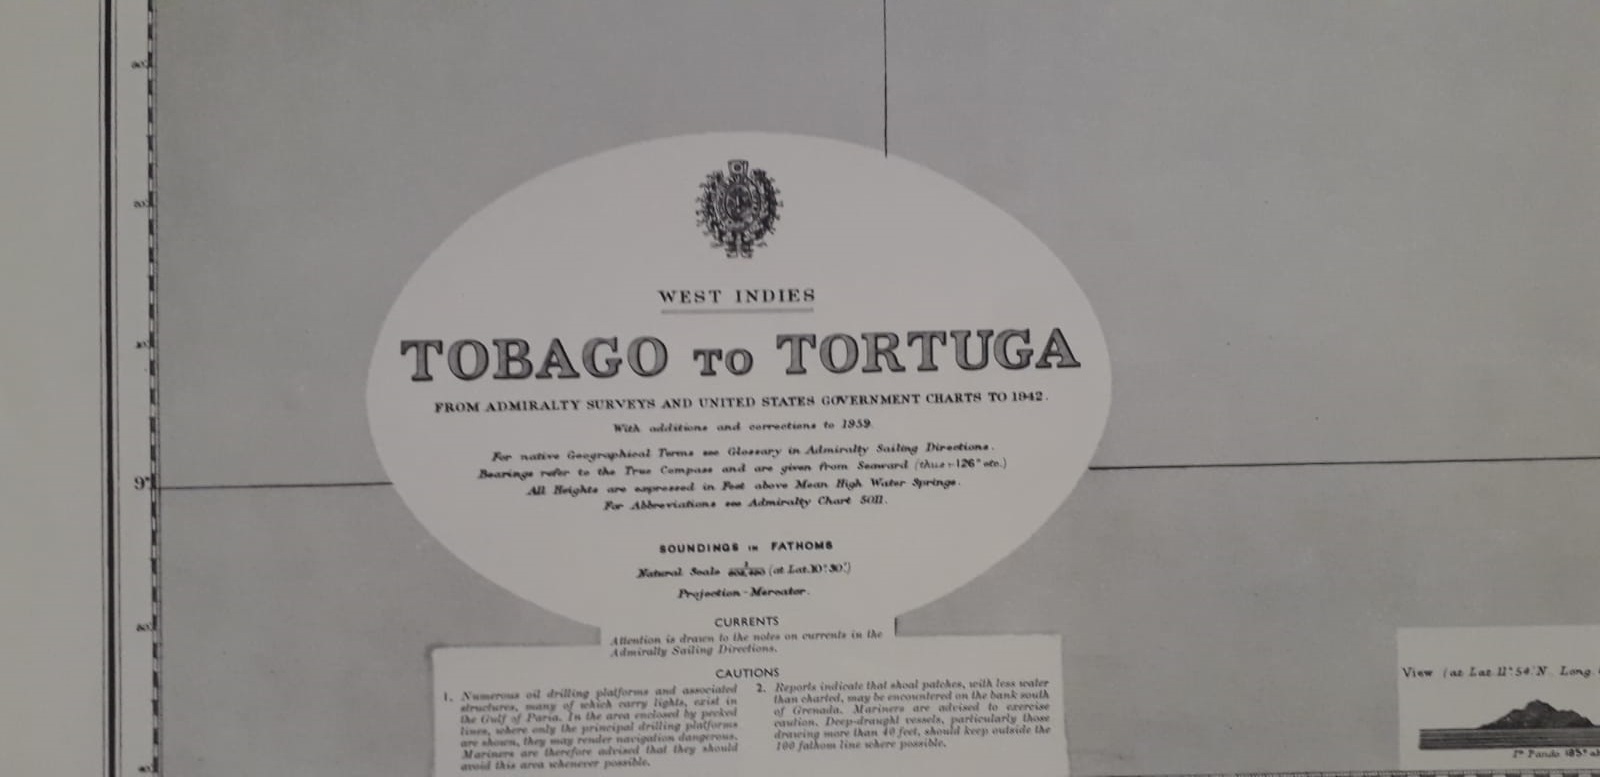 WEST INDIES
TOBAGO TO TORTUGA
FROM ADMIRALTY SURVEYS AND UNITED STATES GOVERNMENT CHARTS TO 1942.
With additions and corrections to 1959.
For native Geographical Terms see Glossary in Admiralty Sailing Directions.
Bearings refer to the True Compass and are given from Seaward (thus:-126° etc.)
All Heights are expressed in Feet above Mean High Water Springs.
For Abbreviations see Admiralty Chart 5011.
SOUNDINGS IN FATHOMS
Natural Scale (at Lat. 10° 30'.)
Projection - Mercator.
CURRENTS
Attention is drawn to the notes on currents in the
Admiralty Sailing Directions.
CAUTIONS
1. Numerous oil drilling platforms and associated
structures, many of which carry lights, exist in
the Gulf of Paria. In the area enclosed by pecked
lines, where only the principal drilling platforms
are shown, they may render navigation dangerous.
Mariners are therefore advised that they should
avoid this area whenever possible.
2. Reports indicate that shoal patches, with less water
than charted, may be encountered on the bank south
of Grenada. Mariners are advised to exercise
caution. Deep-draught vessels, particularly those
drawing more than 40 feet, should keep outside the
100 fathom line where possible.
9°
View (at Lat. 11° 54' N. Long.
Pando 185°